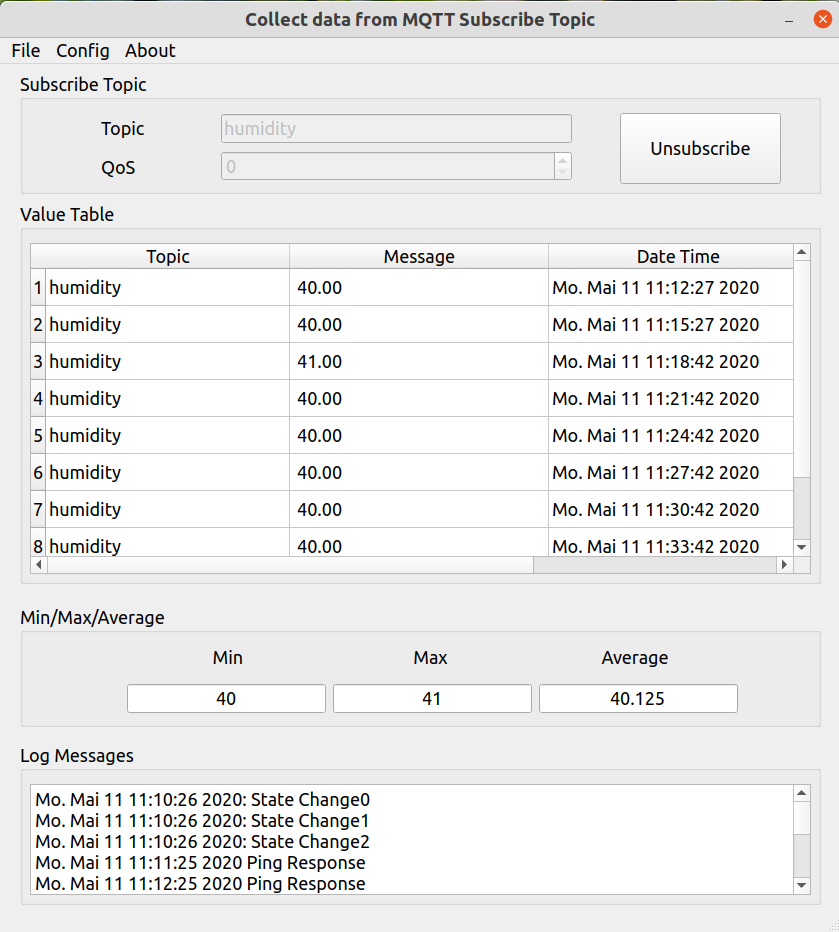 Collect data from MQTT Subscribe Topic
File Config About
Subscribe Topic
Topic humidity
QoS 0
Unsubscribe
Value Table
Topic Message Date Time
1 humidity 40.00 Mo. Mai 11 11:12:27 2020
2 humidity 40.00 Mo. Mai 11 11:15:27 2020
3 humidity 41.00 Mo. Mai 11 11:18:42 2020
4 humidity 40.00 Mo. Mai 11 11:21:42 2020
5 humidity 40.00 Mo. Mai 11 11:24:42 2020
6 humidity 40.00 Mo. Mai 11 11:27:42 2020
7 humidity 40.00 Mo. Mai 11 11:30:42 2020
8 humidity 40.00 Mo. Mai 11 11:33:42 2020
Min/Max/Average
Min Max Average
40 41 40.125
Log Messages
Mo. Mai 11 11:10:26 2020: State Change0
Mo. Mai 11 11:10:26 2020: State Change1
Mo. Mai 11 11:10:26 2020: State Change2
Mo. Mai 11 11:11:25 2020 Ping Response
Mo. Mai 11 11:12:25 2020 Ping Response